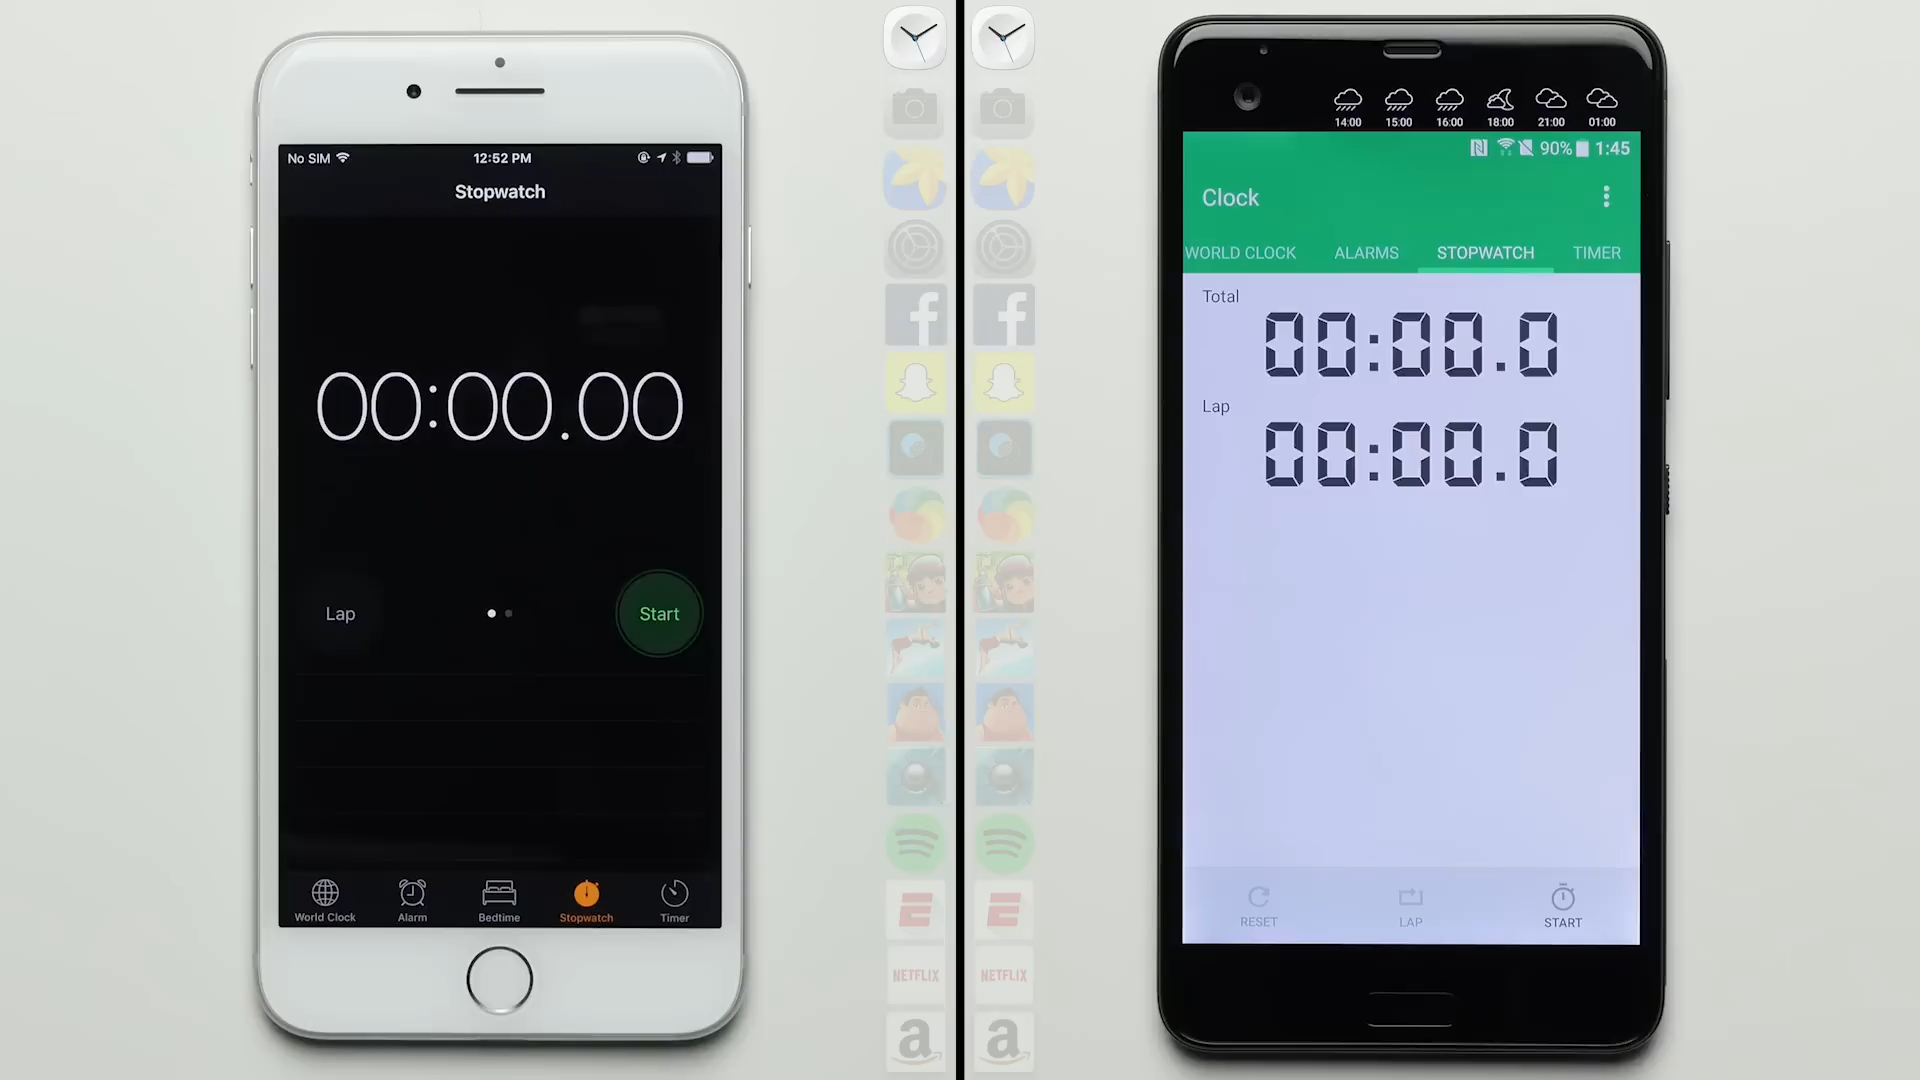 No SIM 12:52 PM
Stopwatch
00:00.00
Lap Start
World Clock Alarm Bedtime Stopwatch Timer
NETFLIX NETFLIX
a a
14:00 15:00 16:00 18:00 21:00 01:00
90% 1:45
Clock
WORLD CLOCK ALARMS STOPWATCH TIMER
Total
00:00.0
Lap
00:00.0
RESET LAP START